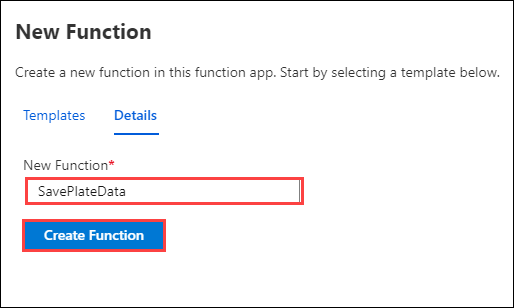 New Function
Create a new function in this function app. Start by selecting a template below.
Templates Details
New Function*
SavePlateData
Create Function